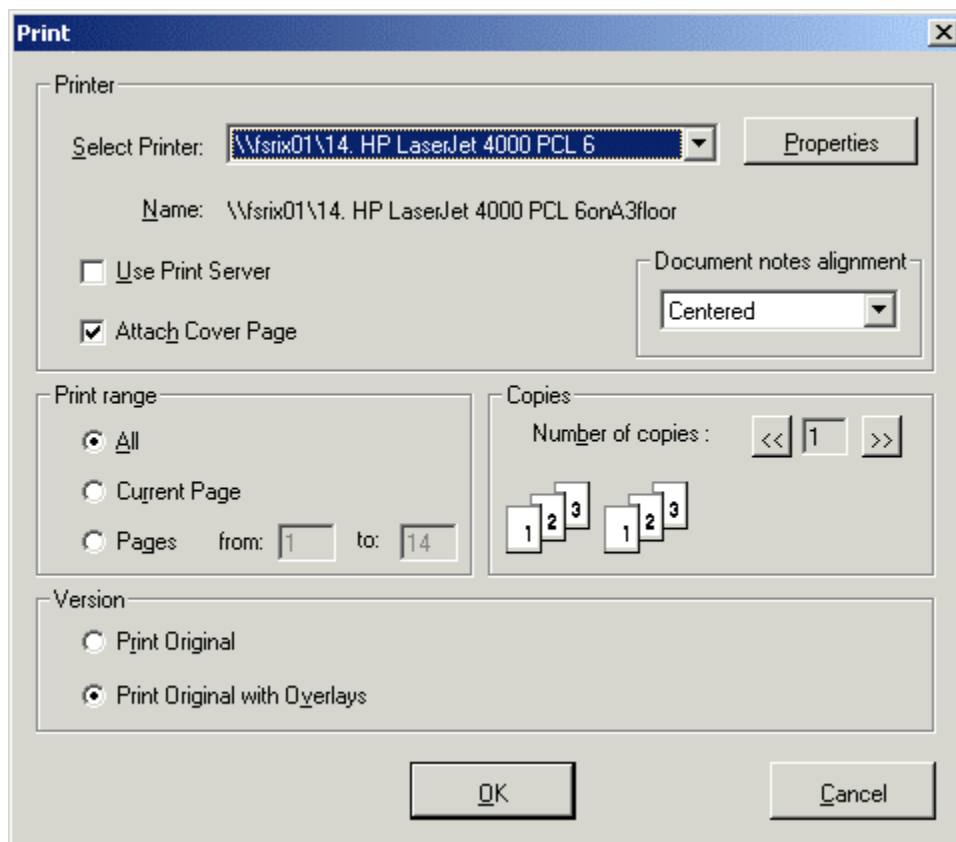 Print
Printer
Select Printer: \\fsrix01\14. HP LaserJet 4000 PCL 6 Properties
Name: \\fsrix01\14. HP LaserJet 4000 PCL 6onA3floor
Use Print Server
Document notes alignment
Centered
Attach Cover Page
Print range
All
Current Page
Pages from: 1 to: 14
Copies
Number of copies : << 1 >>
1 2 3 1 2 3
Version
Print Original
Print Original with Overlays
OK Cancel